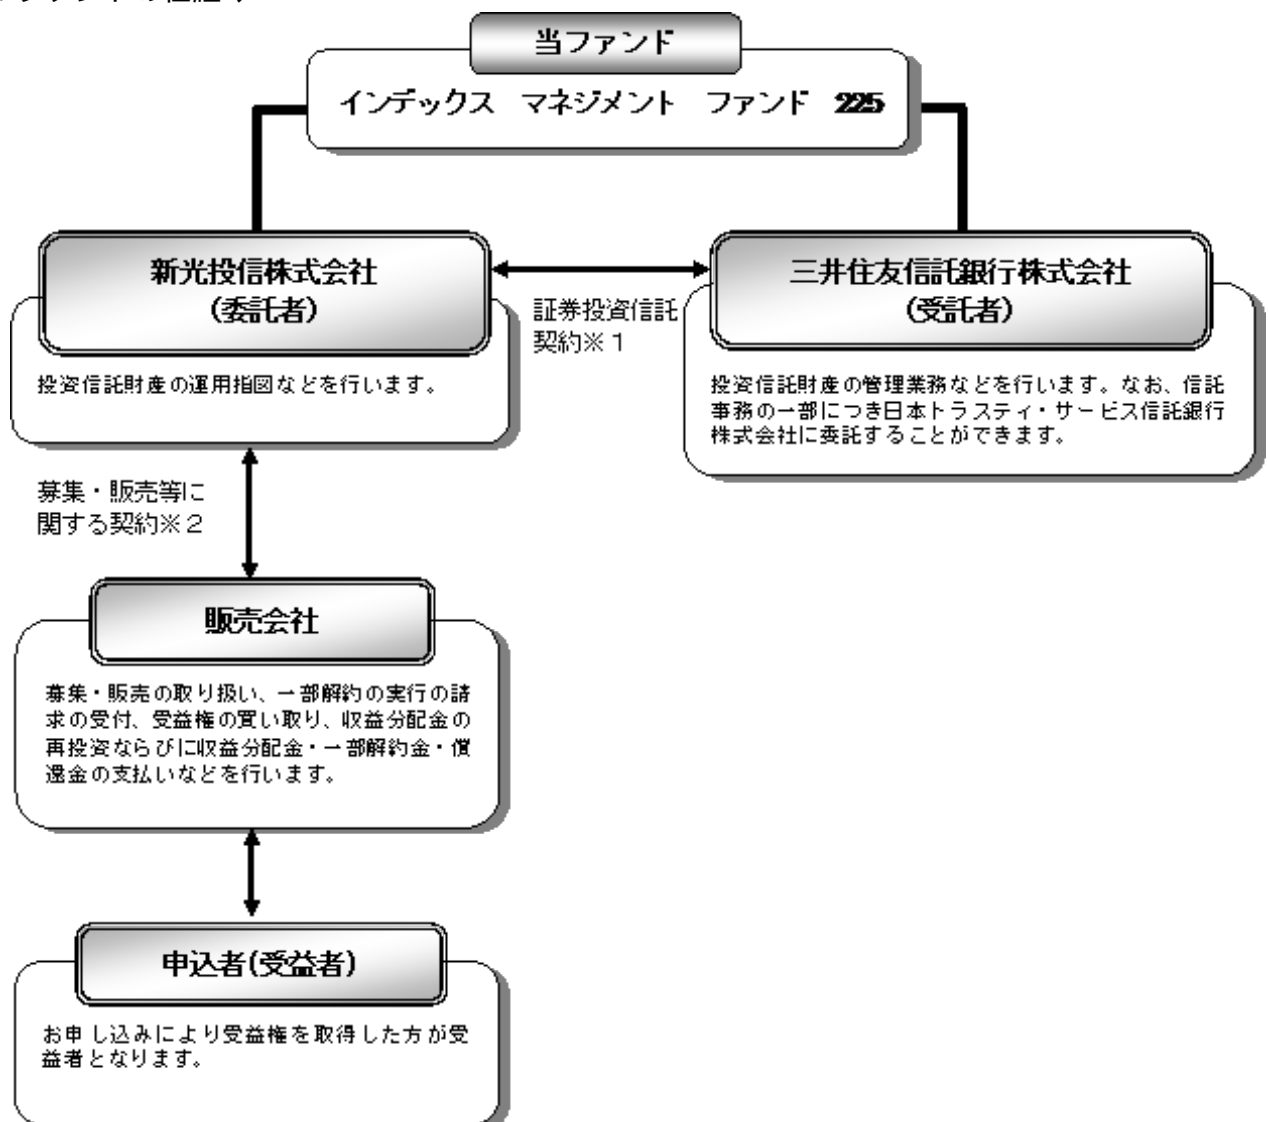 当ファンド
インデックス マネジメント ファンド 225
新光投信株式会社
(委託者)
投資信託財産の運用指図などを行います。
証券投資信託
契約※1
三井住友信託銀行株式会社
(受託者)
投資信託財産の管理業務などを行います。なお、信託
事務の一部につき日本トラスティ・サービス信託銀行
株式会社に委託することができます。
募集・販売等に
関する契約※2
販売会社
募集・販売の取り扱い、一部解約の実行の請
求の受付、受益権の買い取り、収益分配金の
再投資ならびに収益分配金・一部解約金・償
還金の支払いなどを行います。
申込者(受益者)
お申し込みにより受益権を取得した方が受
益者となります。